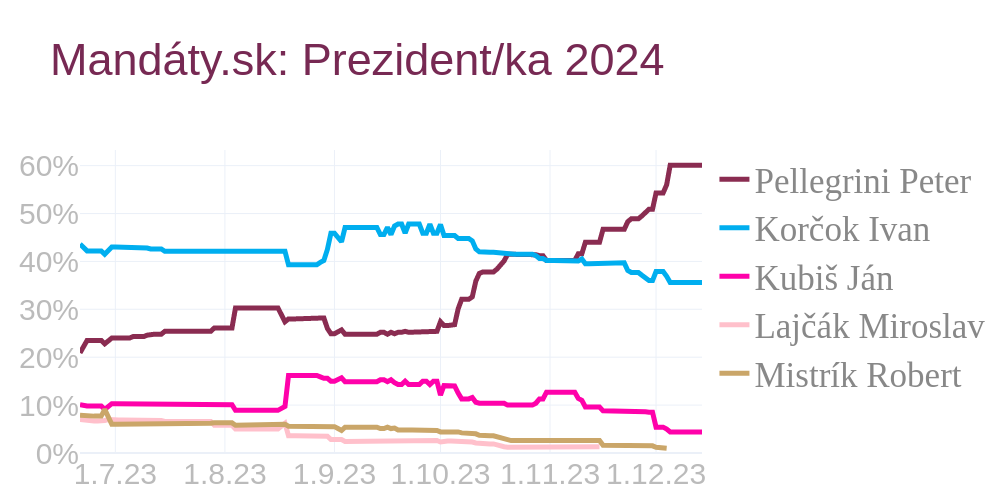 Mandáty.sk: Prezident/ka 2024
60%
50%
40%
30%
20%
10%
0%
1.7.23 1.8.23 1.9.23 1.10.23 1.11.23 1.12.23
Pellegrini Peter
Korčok Ivan
Kubiš Ján
Lajčák Miroslav
Mistrík Robert